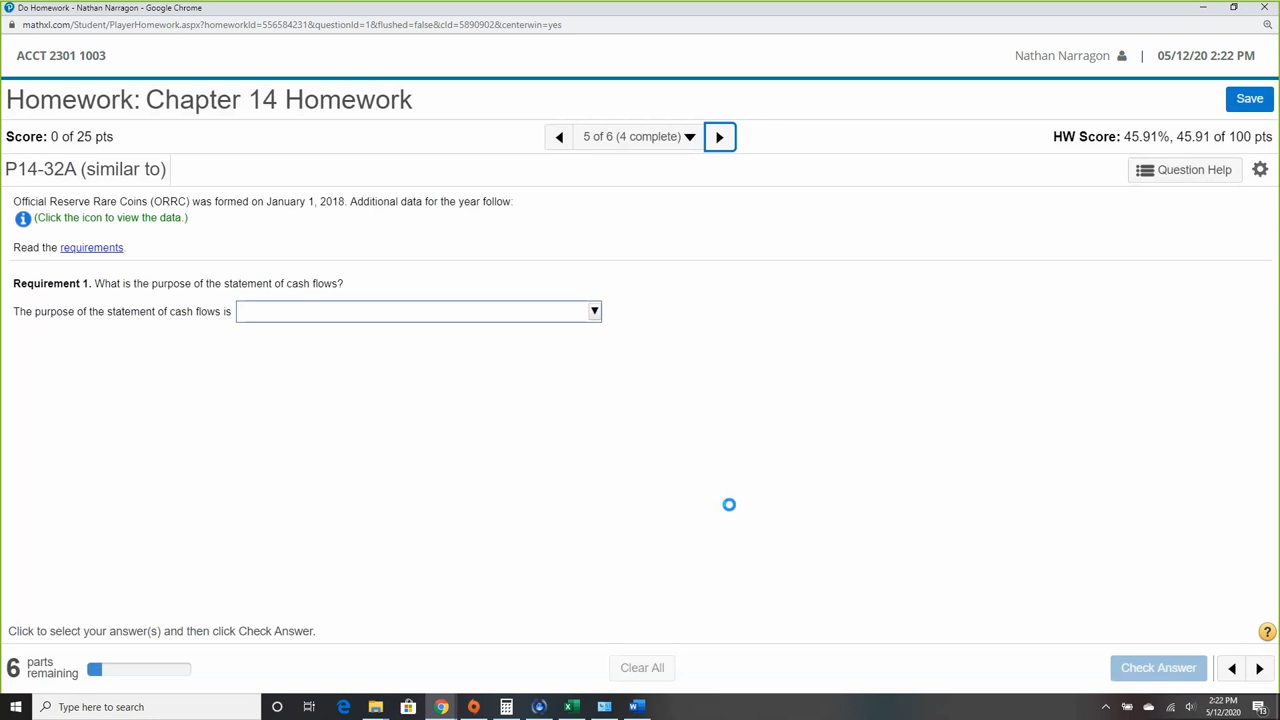 Do Homework - Nathan Narragon - Google Chrome
mathxl.com/Student/PlayerHomework.aspx?homeworkId=556584231&questionId=1&flushed=false&cId=5890902&centerwin=yes
ACCT 2301 1003
Nathan Narragon | 05/12/20 2:22 PM
Homework: Chapter 14 Homework
Save
Score: 0 of 25 pts
5 of 6 (4 complete)
HW Score: 45.91%, 45.91 of 100 pts
P14-32A (similar to)
Question Help
Official Reserve Rare Coins (ORRC) was formed on January 1, 2018. Additional data for the year follow:
(Click the icon to view the data.)
Read the requirements.
Requirement 1. What is the purpose of the statement of cash flows?
The purpose of the statement of cash flows is
Click to select your answer(s) and then click Check Answer.
?
6 parts
remaining
Clear All
Check Answer
Type here to search
2:22 PM
5/12/2020
13